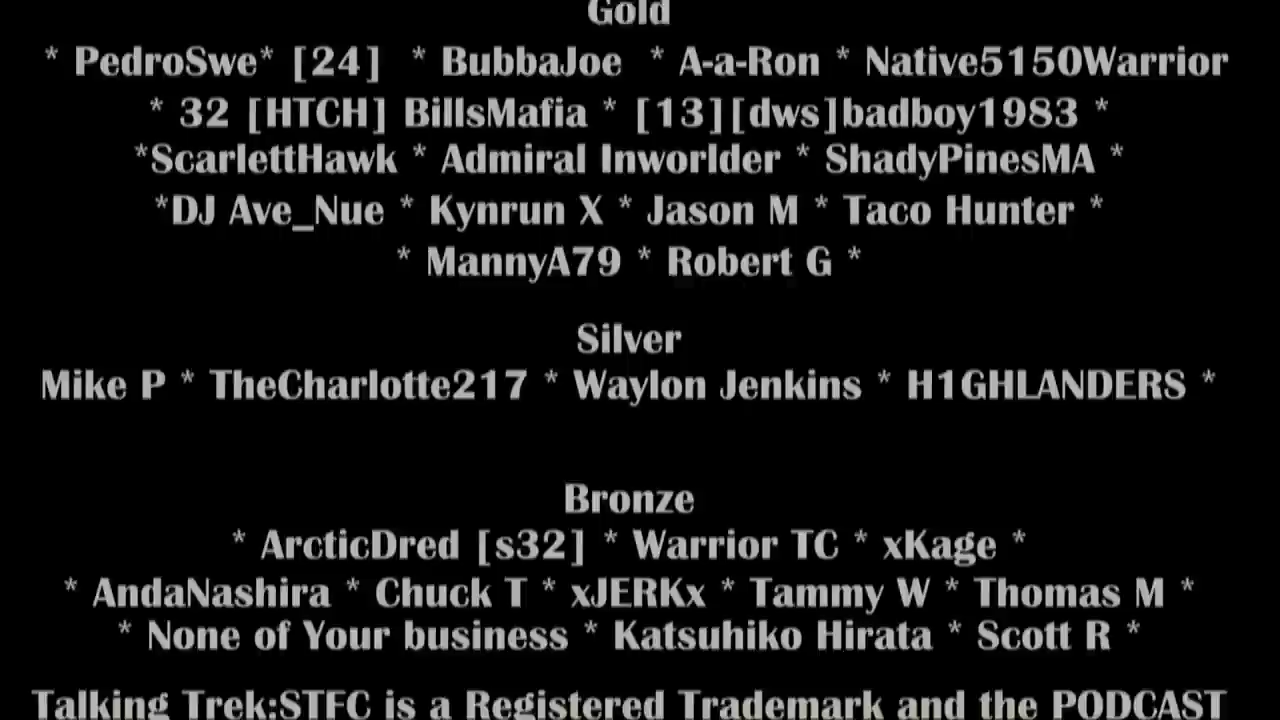 Gold
* PedroSwe* [24] * BubbaJoe * A-a-Ron * Native5150Warrior
* 32 [HTCH] BillsMafia * [13][dws]badboy1983 *
*ScarlettHawk * Admiral Inworlder * ShadyPinesMA *
*DJ Ave_Nue * Kynrun X * Jason M * Taco Hunter *
* MannyA79 * Robert G *
Silver
Mike P * TheCharlotte217 * Waylon Jenkins * H1GHLANDERS *
Bronze
* ArcticDred [s32] * Warrior TC * xKage *
* AndaNashira * Chuck T * xJERKx * Tammy W * Thomas M *
* None of Your business * Katsuhiko Hirata * Scott R *
Talking Trek:STFC is a Registered Trademark and the PODCAST